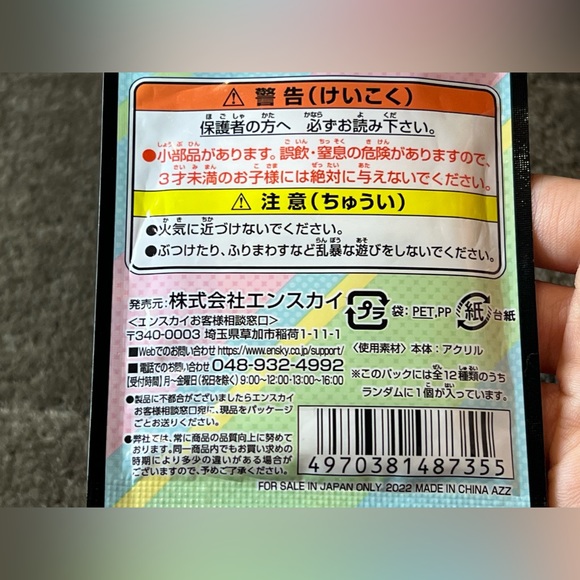 ⚠警告(けいこく)
保護者の方へ 必ずお読み下さい。
●小部品があります。誤飲・窒息の危険がありますので、
3才未満のお子様には絶対に与えないでください。
⚠注意(ちゅうい)
●火気に近づけないでください。
●ぶつけたり、ふりまわすなど乱暴な遊びをしないでください。
発売元:株式会社エンスカイ
<エンスカイお客様相談窓口>
〒340-0003 埼玉県草加市稲荷1-11-1
■Webでのお問い合わせ https://www.ensky.co.jp/support/
■電話でのお問い合わせ 048-932-4992
【受付時間】月~金曜日(祝日を除く)9:00~12:00・13:00~16:00
プラ 袋:PET,PP 紙 台紙
<使用素材> 本体:アクリル
※このパックには全12種類のうち
ランダムに1個が入っています。
●製品に不都合がございましたらエンスカイ
お客様相談窓口宛に、現品をパッケージ
ごとお送りください。
●弊社では、常に商品の品質向上に努めて
おります。同一商品内でもお買い求めの
時期により多少の違いがある場合が
ございますので、予めご了承ください。
4970381487355
FOR SALE IN JAPAN ONLY 2022 MADE IN CHINA AZZ